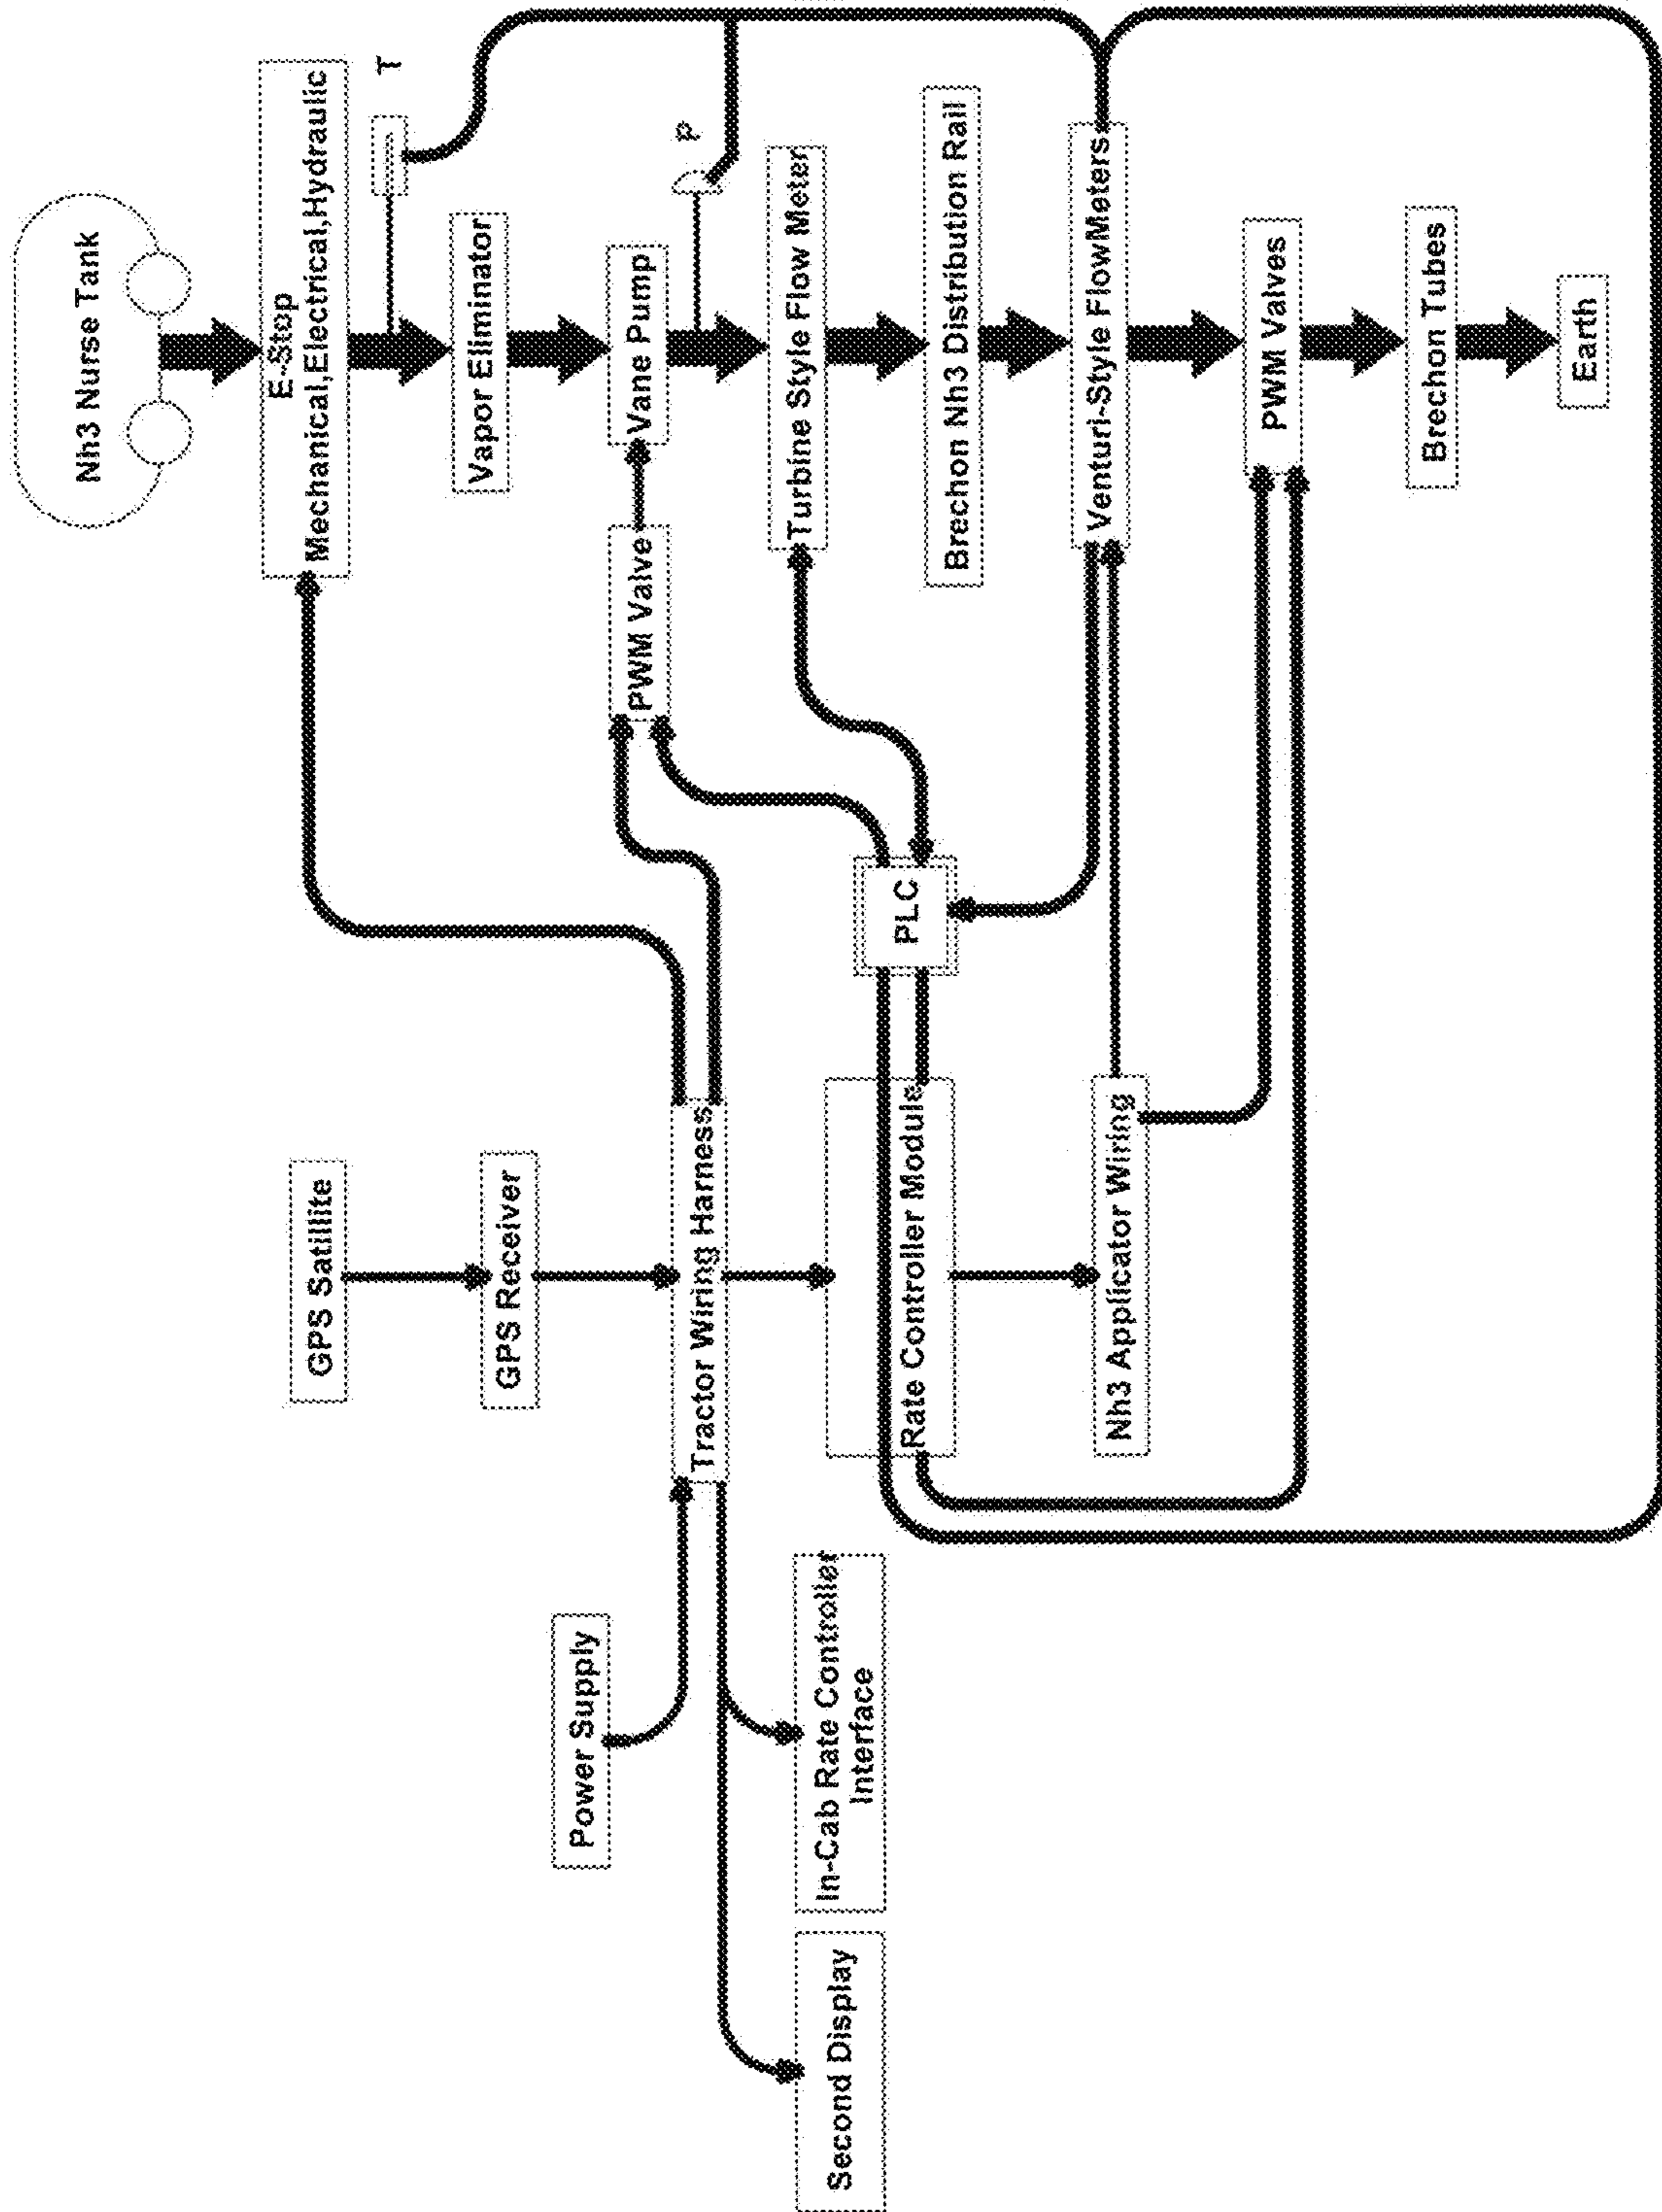 Nh3 Nurse Tank
E-Stop
Mechanical,Electrical,Hydraulic
GPS Satillite
T
GPS Receiver
Vapor Eliminator
Power Supply
PWM Valve
Vane Pump
P
Tractor Wiring Harness
Turbine Style Flow Meter
Second Display
In-Cab Rate Controller
Interface
Rate Controller Module
PLC
Brechon Nh3 Distribution Rail
Nh3 Applicator Wiring
Venturi-Style FlowMeters
PWM Valves
Brechon Tubes
Earth